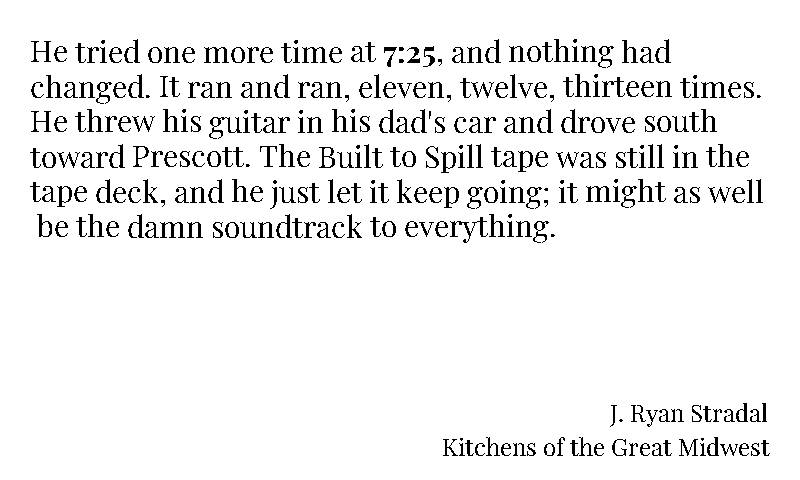 He tried one more time at 7:25, and nothing had
changed. It ran and ran, eleven, twelve, thirteen times.
He threw his guitar in his dad's car and drove south
toward Prescott. The Built to Spill tape was still in the
tape deck, and he just let it keep going; it might as well
be the damn soundtrack to everything.
J. Ryan Stradal
Kitchens of the Great Midwest